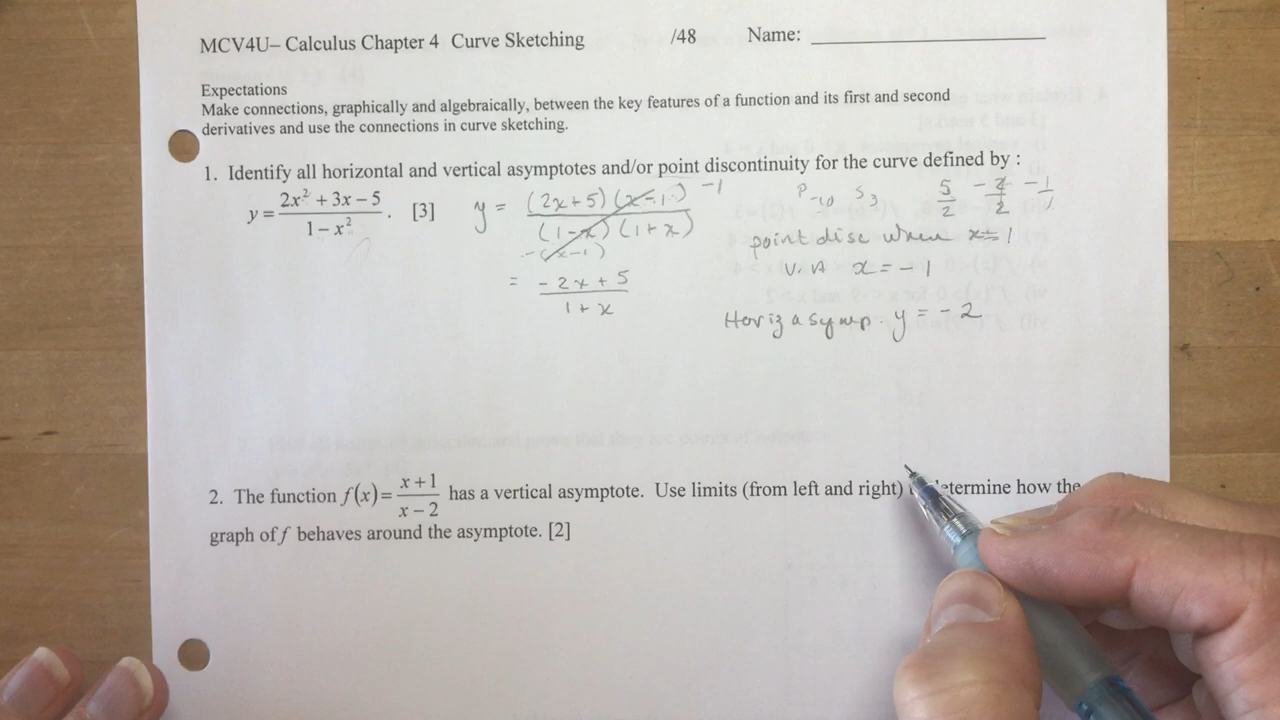 MCV4U– Calculus Chapter 4 Curve Sketching /48 Name:
Expectations
Make connections, graphically and algebraically, between the key features of a function and its first and second
derivatives and use the connections in curve sketching.
1. Identify all horizontal and vertical asymptotes and/or point discontinuity for the curve defined by :
y = (2x² + 3x − 5)/(1 − x²) . [3]
y = (2x+5)(x−1) −1 / (1−x)(1+x)
−(x−1)
= −2x+5 / 1+x
P−10 S3 5/2 −2/2 −1/1
point disc when x=1
V.A x = −1
Horiz asymp. y = −2
2. The function f(x) = (x+1)/(x−2) has a vertical asymptote. Use limits (from left and right) determine how the
graph of f behaves around the asymptote. [2]